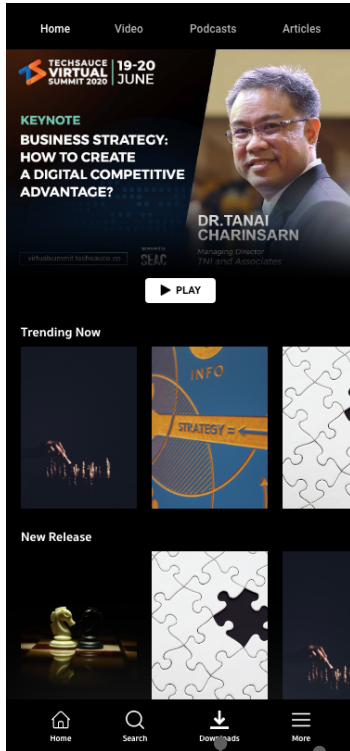 Home Video Podcasts Articles
TECHSAUCE
VIRTUAL
SUMMIT 2020
19-20
JUNE
KEYNOTE
BUSINESS STRATEGY:
HOW TO CREATE
A DIGITAL COMPETITIVE
ADVANTAGE?
DR.TANAI
CHARINSARN
Managing Director
TNI and Associates
virtualsummit.techsauce.co
SEAC
PLAY
Trending Now
INFO
STRATEGY =
New Release
Home Search Downloads More